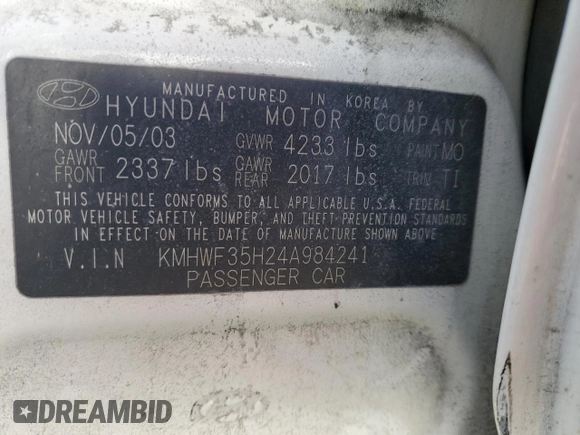 MANUFACTURED IN KOREA BY
HYUNDAI MOTOR COMPANY
NOV/05/03 GVWR 4233 lbs PAINT MO
GAWR FRONT 2337 lbs GAWR REAR 2017 lbs TRIM TI
THIS VEHICLE CONFORMS TO ALL APPLICABLE U.S.A. FEDERAL
MOTOR VEHICLE SAFETY, BUMPER, AND THEFT PREVENTION STANDARDS
IN EFFECT ON THE DATE OF MANUFACTURE SHOWN ABOVE
V.I.N KMHWF35H24A984241
PASSENGER CAR
DREAMBID